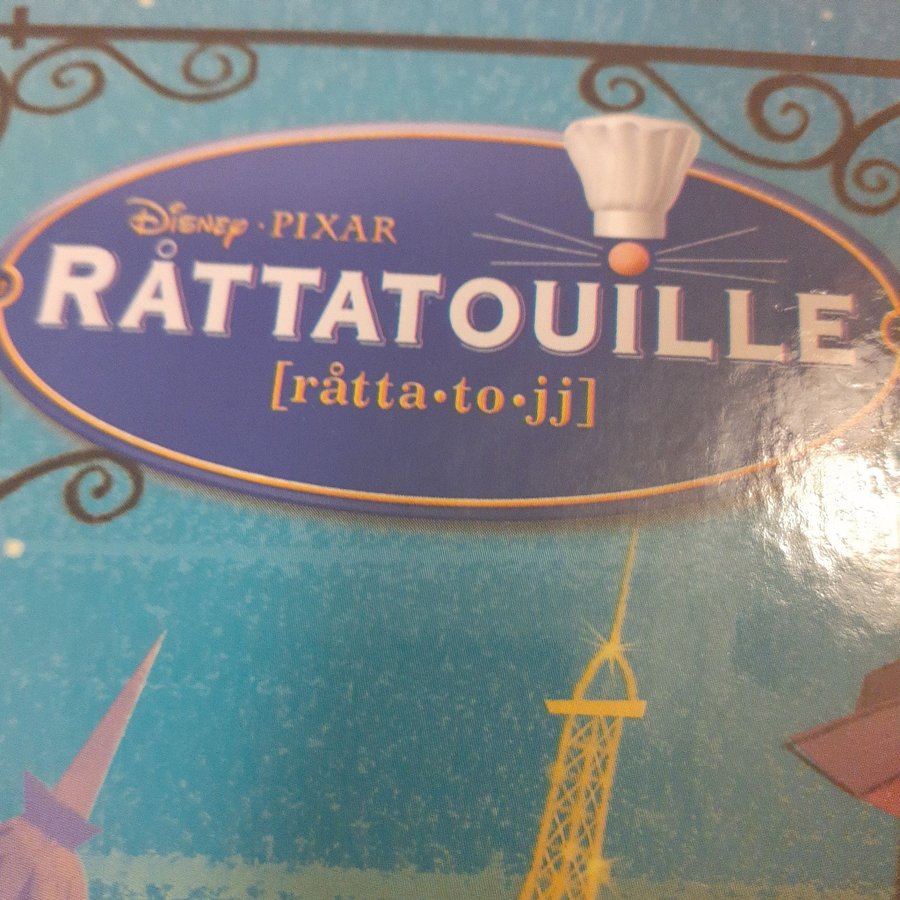 Disney · PIXAR
RÅTTATOUILLE
[råtta•to•jj]